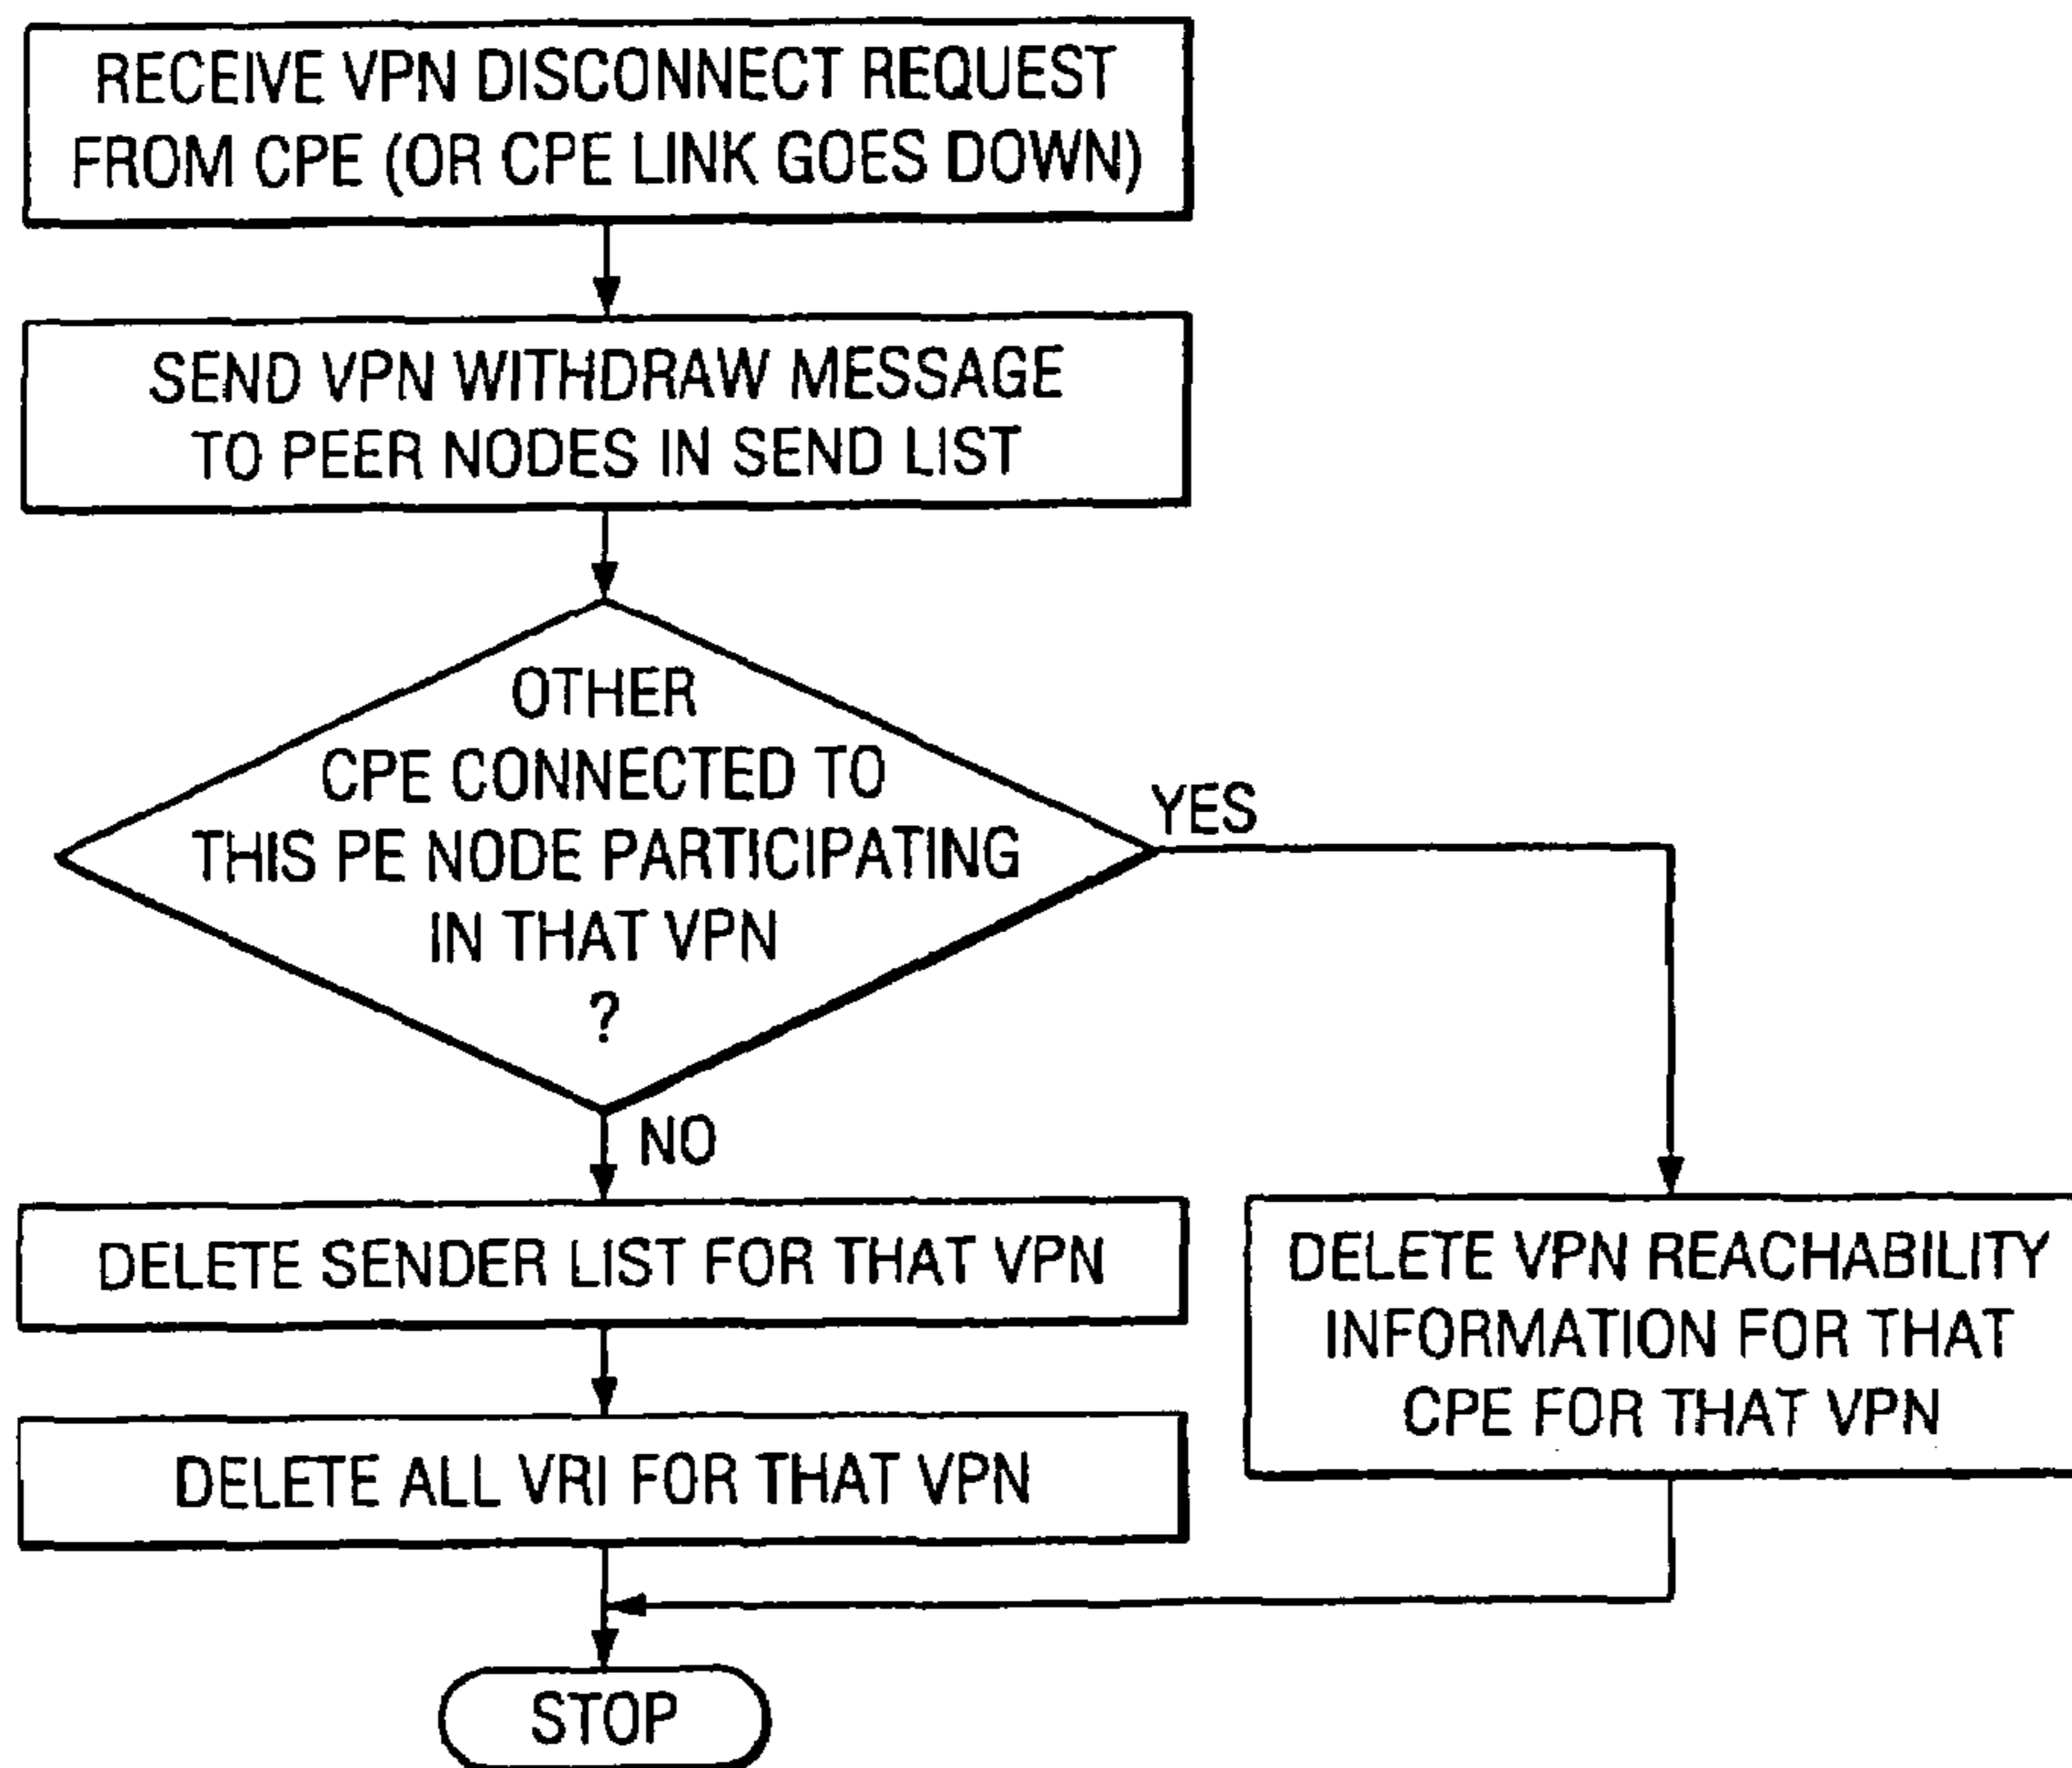 RECEIVE VPN DISCONNECT REQUEST
FROM CPE (OR CPE LINK GOES DOWN)
SEND VPN WITHDRAW MESSAGE
TO PEER NODES IN SEND LIST
OTHER
CPE CONNECTED TO
THIS PE NODE PARTICIPATING
IN THAT VPN
?
YES
NO
DELETE SENDER LIST FOR THAT VPN
DELETE ALL VRI FOR THAT VPN
DELETE VPN REACHABILITY
INFORMATION FOR THAT
CPE FOR THAT VPN
STOP